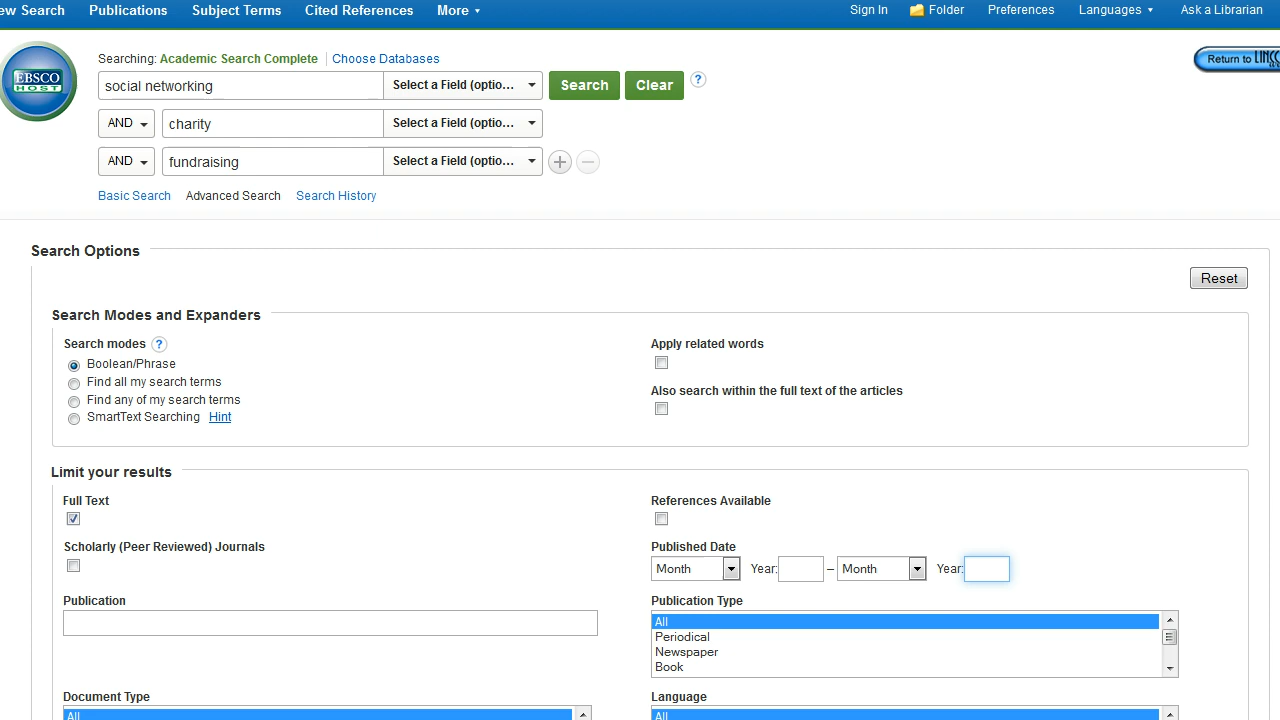 ew Search Publications Subject Terms Cited References More Sign In Folder Preferences Languages Ask a Librarian
Searching: Academic Search Complete Choose Databases
Return to LINCC
EBSCO
HOST
social networking Select a Field (optio... Search Clear ?
AND charity Select a Field (optio...
AND fundraising Select a Field (optio...
Basic Search Advanced Search Search History
Search Options
Reset
Search Modes and Expanders
Search modes ?
Boolean/Phrase
Find all my search terms
Find any of my search terms
SmartText Searching Hint
Apply related words
Also search within the full text of the articles
Limit your results
Full Text
References Available
Scholarly (Peer Reviewed) Journals
Published Date
Month Year: – Month Year:
Publication
Publication Type
All
Periodical
Newspaper
Book
Document Type
All
Language
All